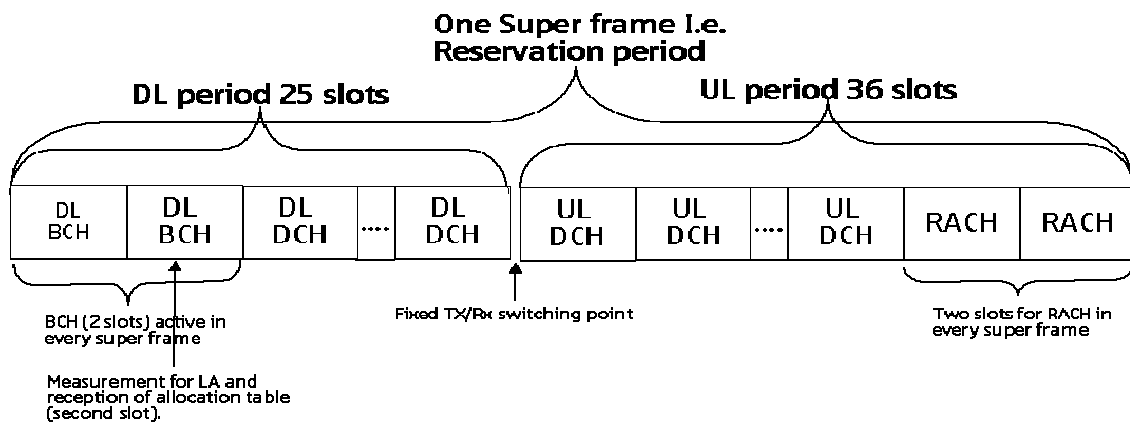 One Super frame I.e.
Reservation period
DL period 25 slots
UL period 36 slots
DL
BCH
DL
BCH
DL
DCH
....
DL
DCH
UL
DCH
UL
DCH
....
UL
DCH
RACH
RACH
BCH (2 slots) active in
every super frame
Fixed TX/Rx switching point
Two slots for RACH in
every super frame
Measurement for LA and
reception of allocation table
(second slot).